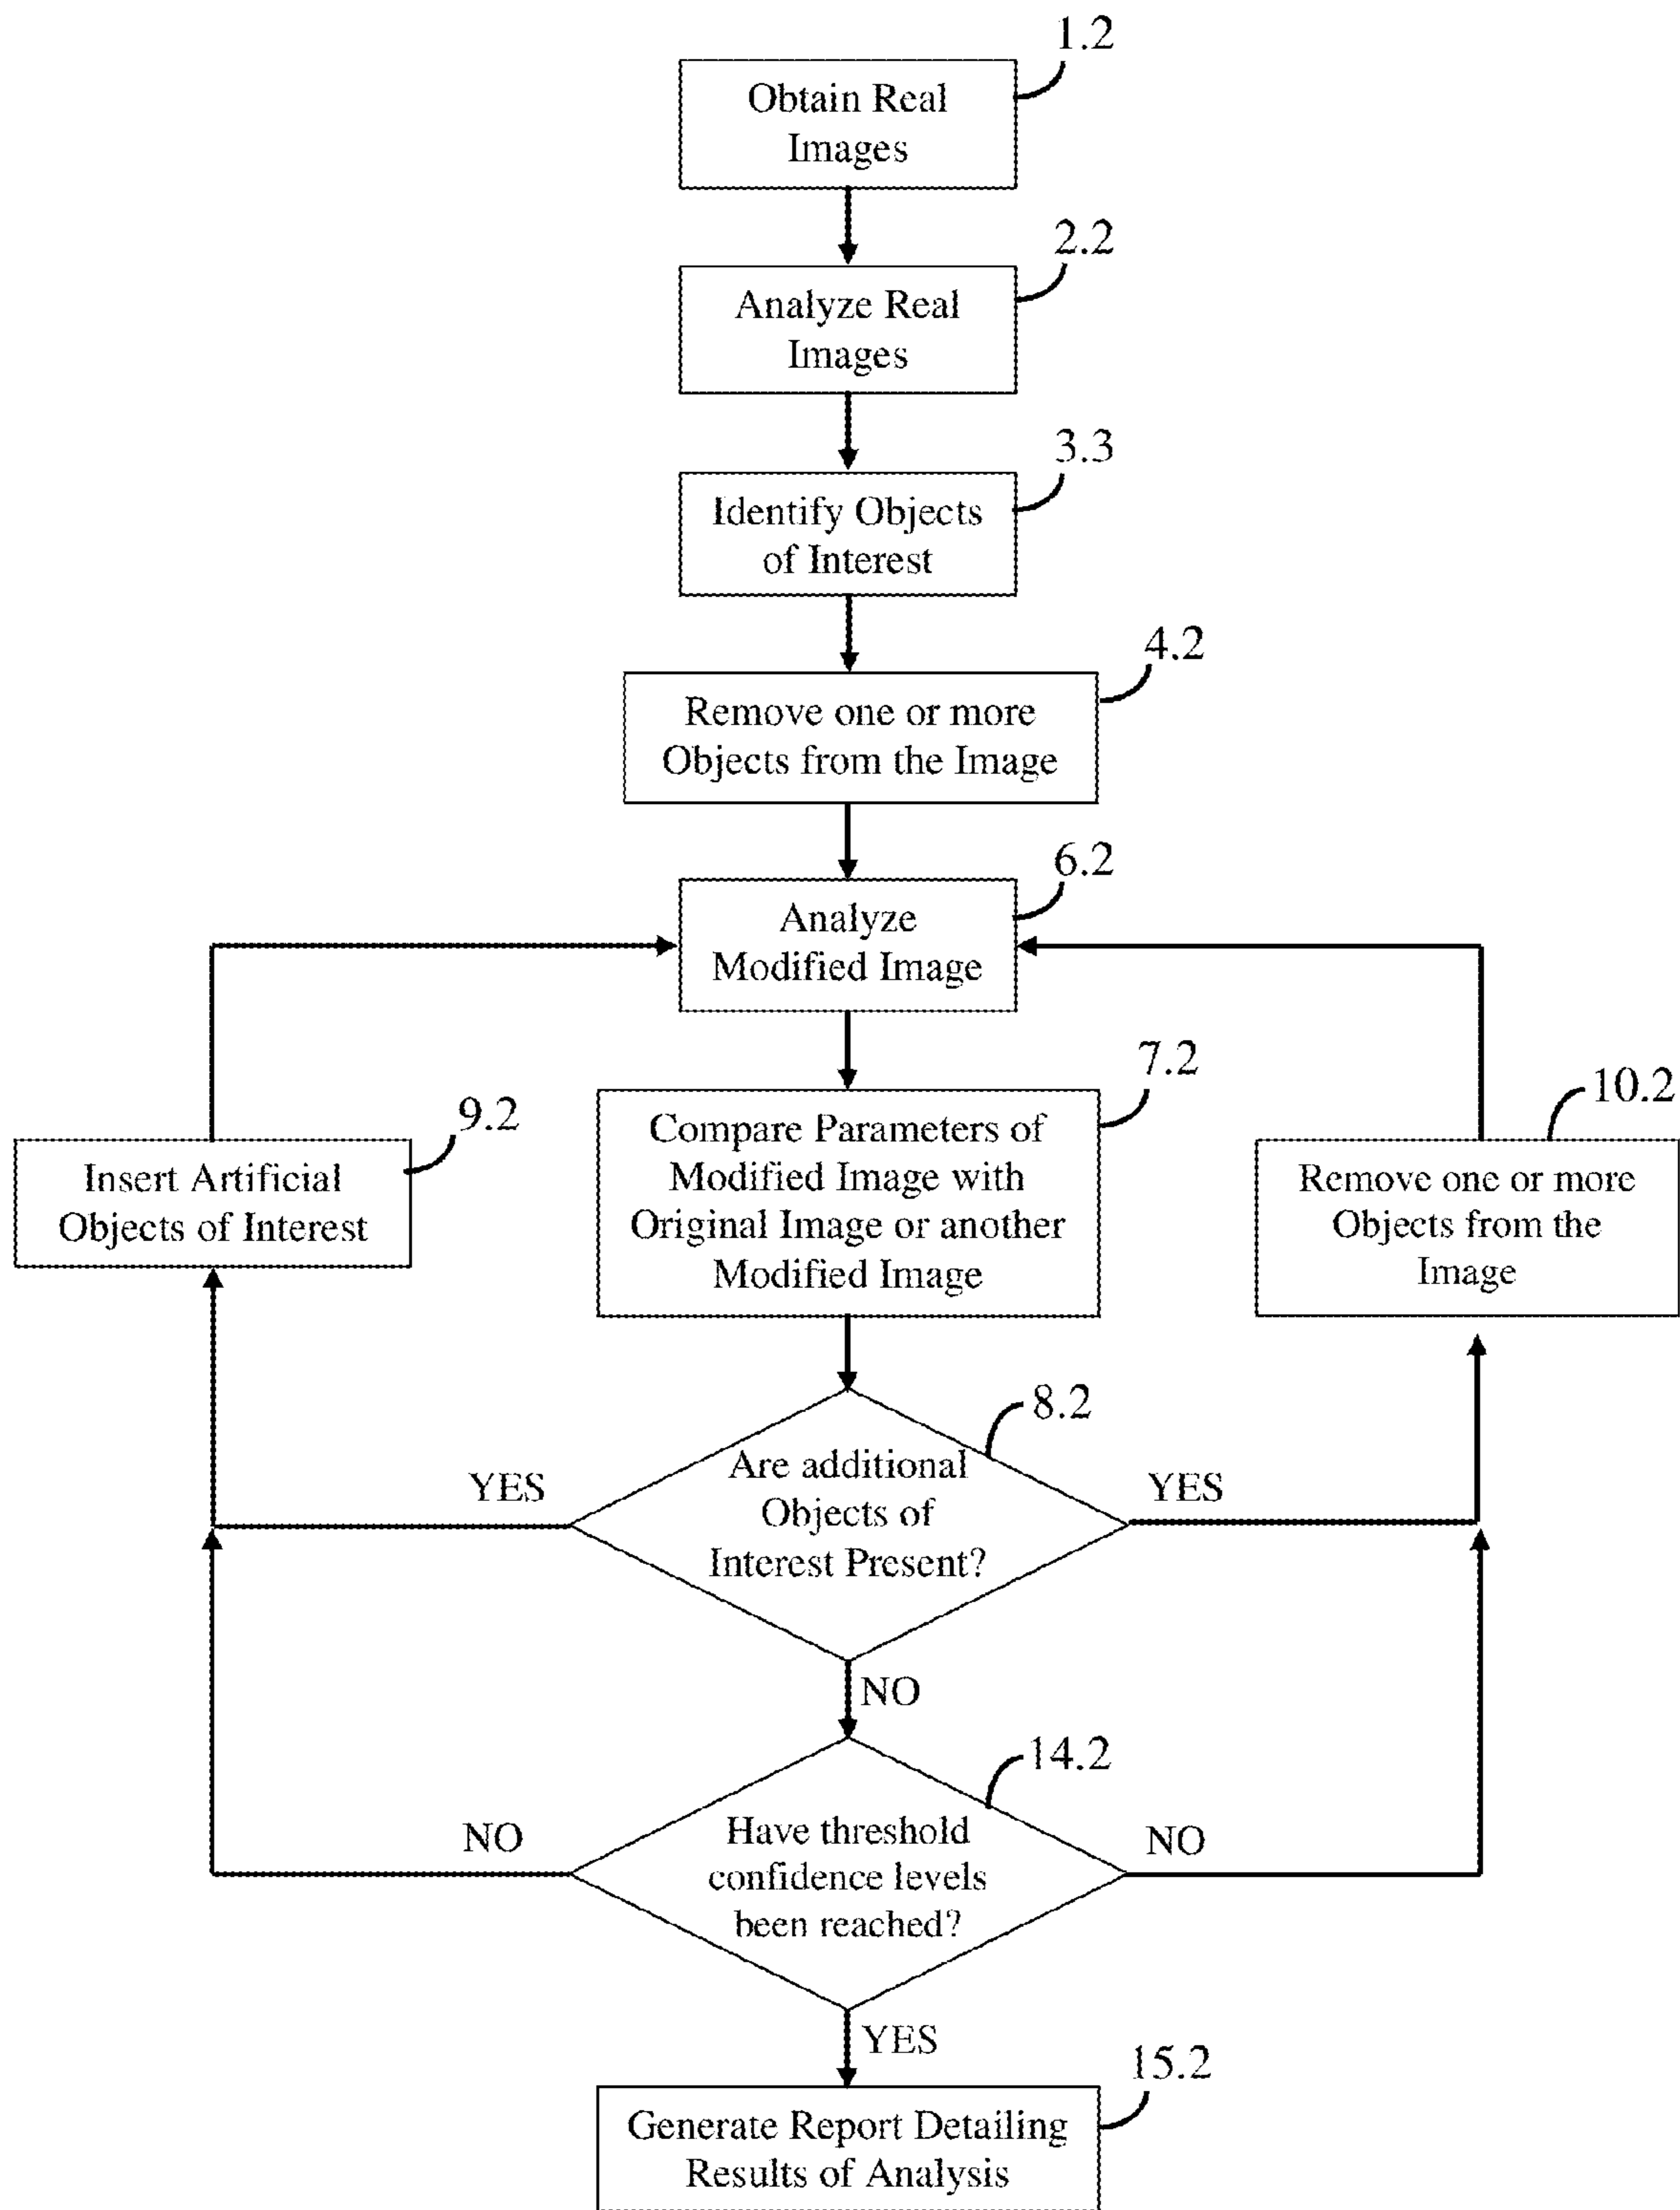 1.2
Obtain Real
Images
2.2
Analyze Real
Images
3.3
Identify Objects
of Interest
4.2
Remove one or more
Objects from the Image
6.2
Analyze
Modified Image
7.2
Compare Parameters of
Modified Image with
Original Image or another
Modified Image
9.2
Insert Artificial
Objects of Interest
10.2
Remove one or more
Objects from the
Image
8.2
Are additional
Objects of
Interest Present?
YES
YES
NO
14.2
Have threshold
confidence levels
been reached?
NO
NO
YES
15.2
Generate Report Detailing
Results of Analysis